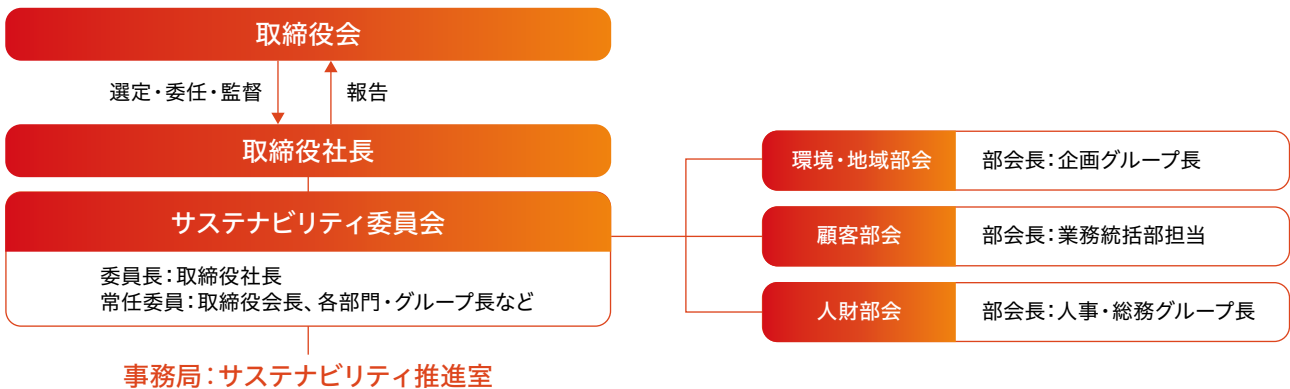 取締役会
選定・委任・監督
報告
取締役社長
サステナビリティ委員会
委員長：取締役社長
常任委員：取締役会長、各部門・グループ長など
事務局：サステナビリティ推進室
環境・地域部会
部会長：企画グループ長
顧客部会
部会長：業務統括部担当
人財部会
部会長：人事・総務グループ長